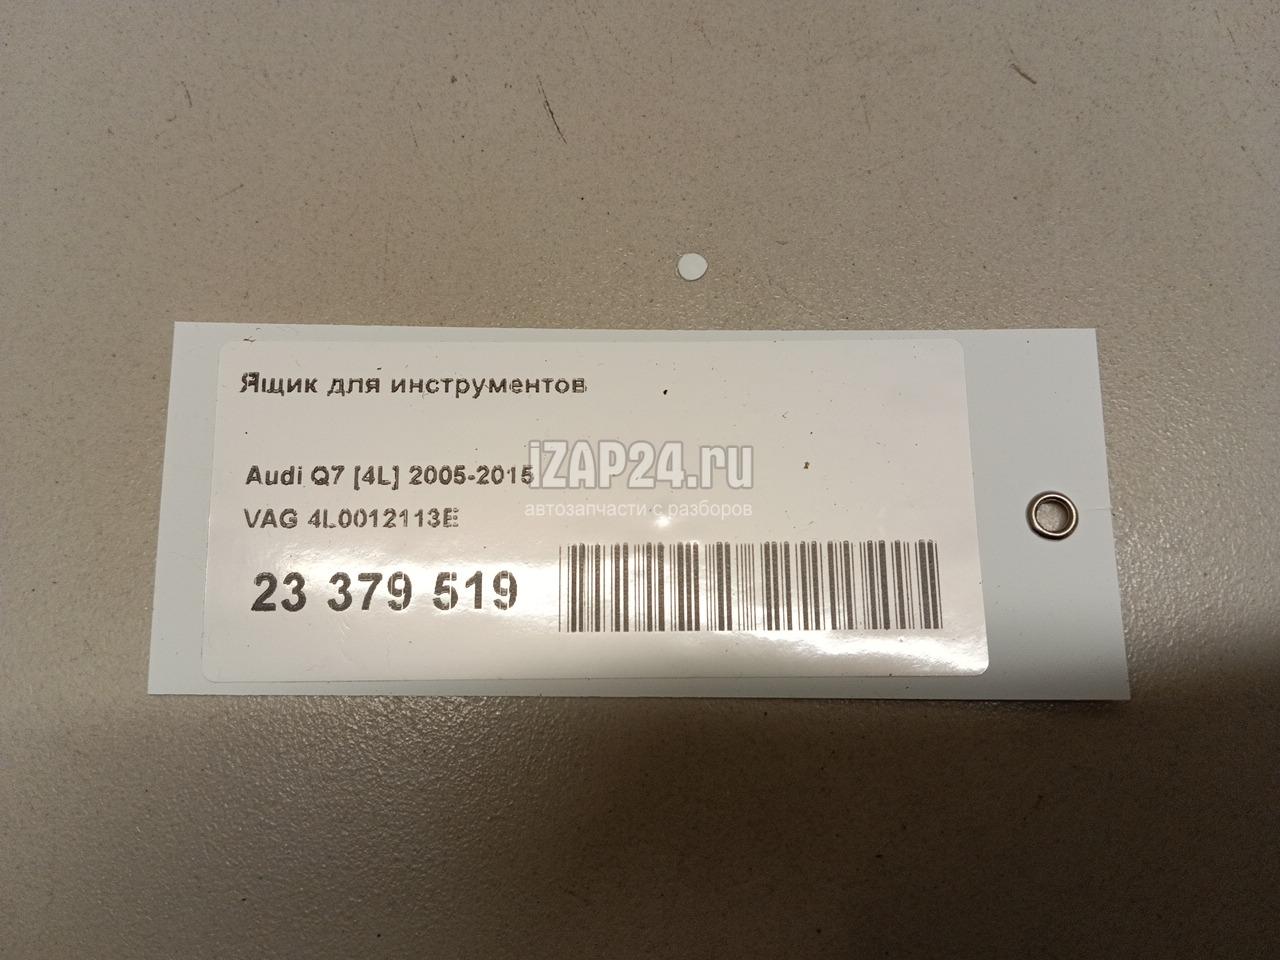 Ящик для инструментов
Audi Q7 [4L] 2005-2015
iZAP24.ru
автозапчасти с разборов
VAG 4L0012113E
23 379 519